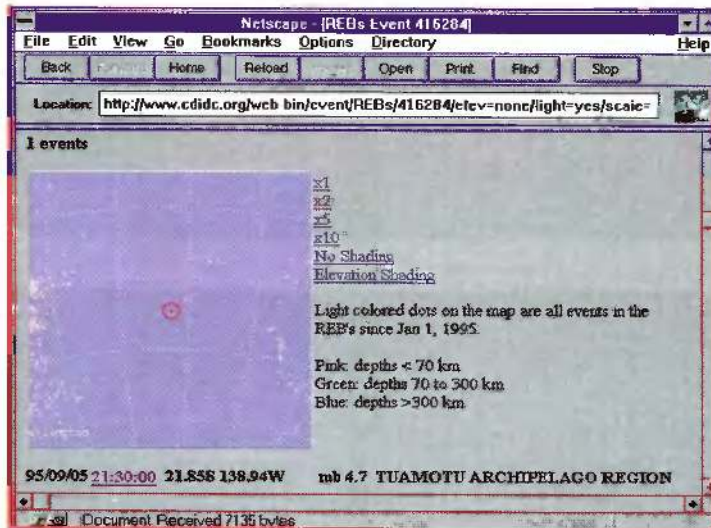 Netscape - [REBs Event 416284]
File Edit View Go Bookmarks Options Directory Help
Back Home Reload Open Print Find Stop
Location: http://www.cdidc.org/web-bin/event/REBs/416284/elev=none/light=yes/scale=
1 events
x1
x2
x5
x10
No Shading
Elevation Shading
Light colored dots on the map are all events in the
REB's since Jan 1, 1995.
Pink: depths < 70 km
Green: depths 70 to 300 km
Blue: depths >300 km
95/09/05 21:30:00 21.85S 138.94W mb 4.7 TUAMOTU ARCHIPELAGO REGION
Document Received 7135 bytes